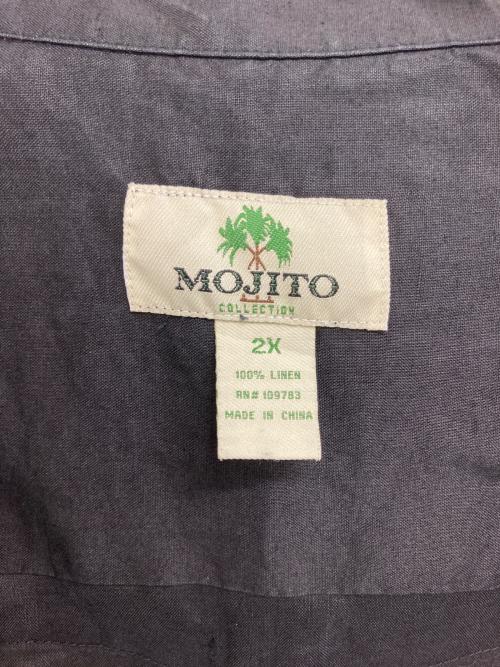 MOJITO
COLLECTION
2X
100% LINEN
RN# 109783
MADE IN CHINA